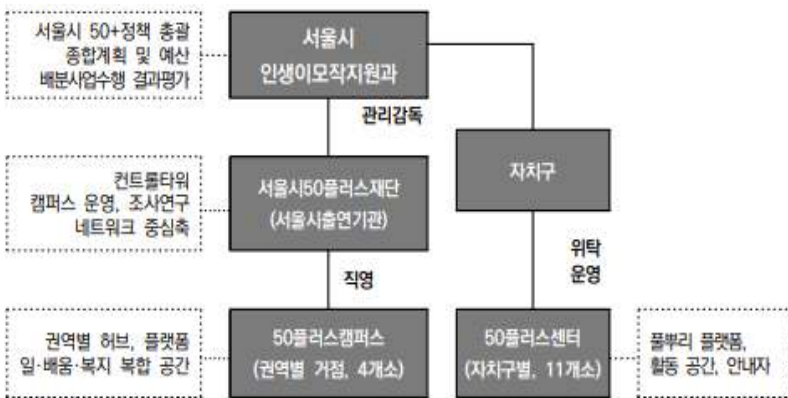 서울시 50+정책 총괄
종합계획 및 예산
배분사업수행 결과평가
서울시
인생이모작지원과
관리감독
컨트롤타워
캠퍼스 운영, 조사연구
네트워크 중심축
서울시50플러스재단
(서울시출연기관)
자치구
직영
위탁
운영
권역별 허브, 플랫폼
일·배움·복지 복합 공간
50플러스캠퍼스
(권역별 거점, 4개소)
50플러스센터
(자치구별, 11개소)
풀뿌리 플랫폼,
활동 공간, 안내자